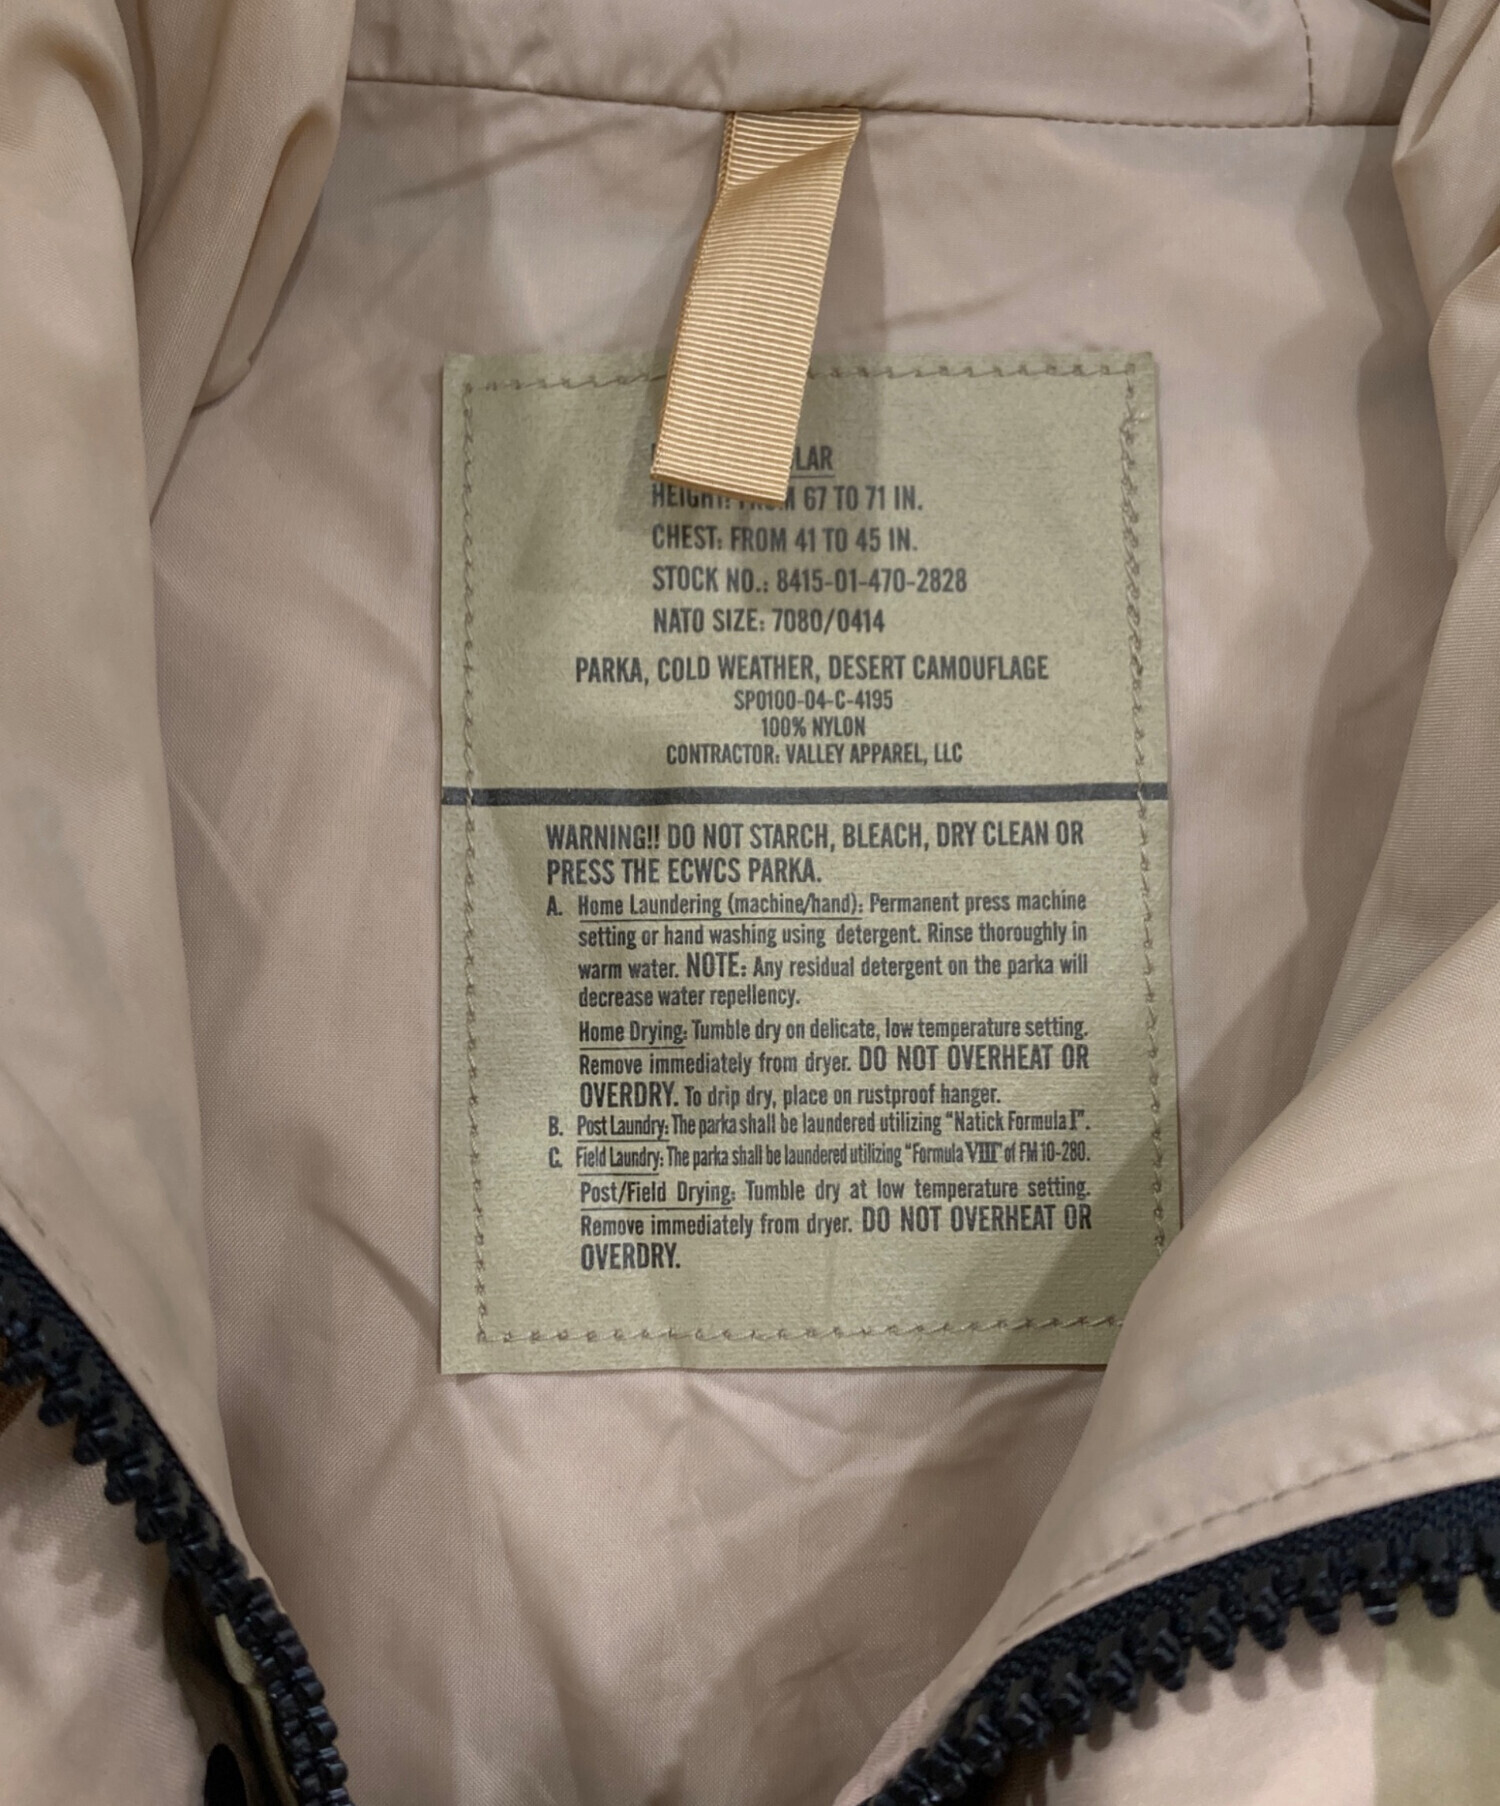 LAR
HEIGHT: FROM 67 TO 71 IN.
CHEST: FROM 41 TO 45 IN.
STOCK NO.: 8415-01-470-2828
NATO SIZE: 7080/0414
PARKA, COLD WEATHER, DESERT CAMOUFLAGE
SP0100-04-C-4195
100% NYLON
CONTRACTOR: VALLEY APPAREL, LLC
WARNING!! DO NOT STARCH, BLEACH, DRY CLEAN OR
PRESS THE ECWCS PARKA.
A. Home Laundering (machine/hand): Permanent press machine
setting or hand washing using detergent. Rinse thoroughly in
warm water. NOTE: Any residual detergent on the parka will
decrease water repellency.
Home Drying: Tumble dry on delicate, low temperature setting.
Remove immediately from dryer. DO NOT OVERHEAT OR
OVERDRY. To drip dry, place on rustproof hanger.
B. Post Laundry: The parka shall be laundered utilizing "Natick Formula I".
C. Field Laundry: The parka shall be laundered utilizing "Formula VIII" of FM 10-280.
Post/Field Drying: Tumble dry at low temperature setting.
Remove immediately from dryer. DO NOT OVERHEAT OR
OVERDRY.